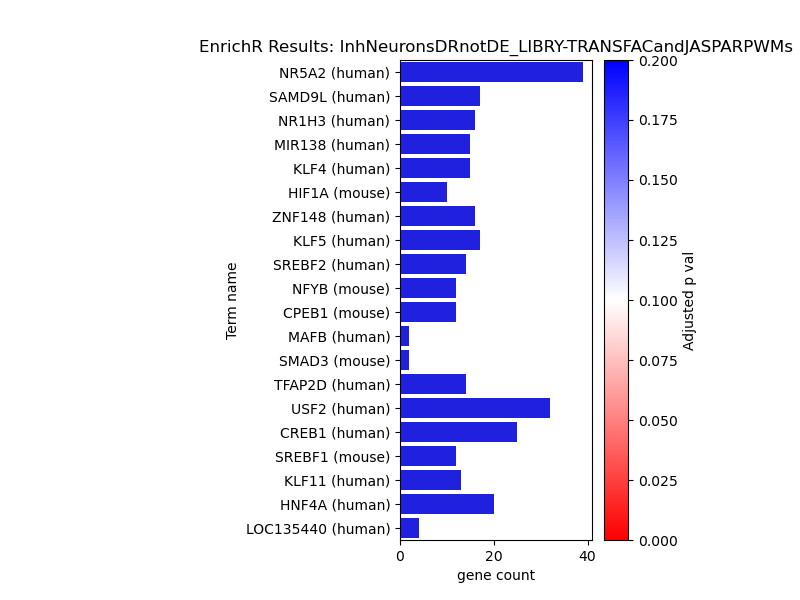 EnrichR Results: InhNeuronsDRnotDE_LIBRY-TRANSFACandJASPARPWMs
NR5A2 (human)
SAMD9L (human)
NR1H3 (human)
MIR138 (human)
KLF4 (human)
HIF1A (mouse)
ZNF148 (human)
KLF5 (human)
SREBF2 (human)
NFYB (mouse)
CPEB1 (mouse)
MAFB (human)
SMAD3 (mouse)
TFAP2D (human)
USF2 (human)
CREB1 (human)
SREBF1 (mouse)
KLF11 (human)
HNF4A (human)
LOC135440 (human)
Term name
0 20 40
gene count
0.200
0.175
0.150
0.125
0.100
0.075
0.050
0.025
0.000
Adjusted p val